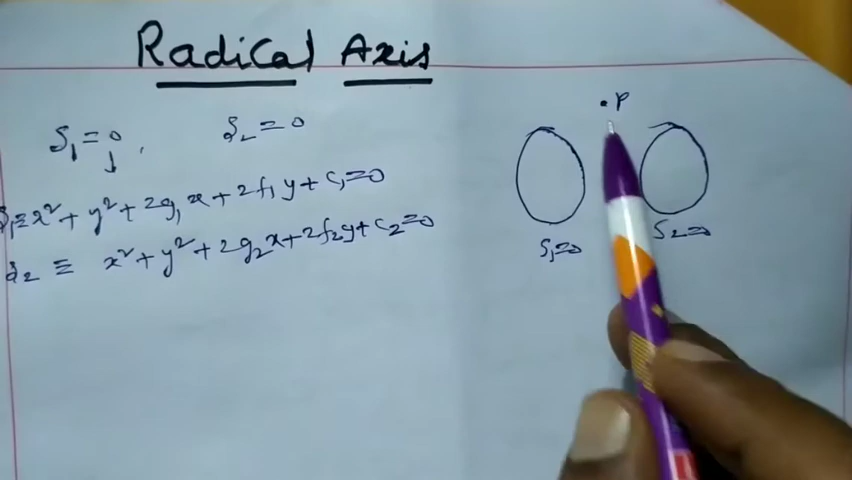 Radical Axis
S₁=0, S₂=0
↓
S₁≡x²+y²+2g₁x+2f₁y+c₁=0
S₂ ≡ x²+y²+2g₂x+2f₂y+c₂=0
P
S₁=0
S₂=0